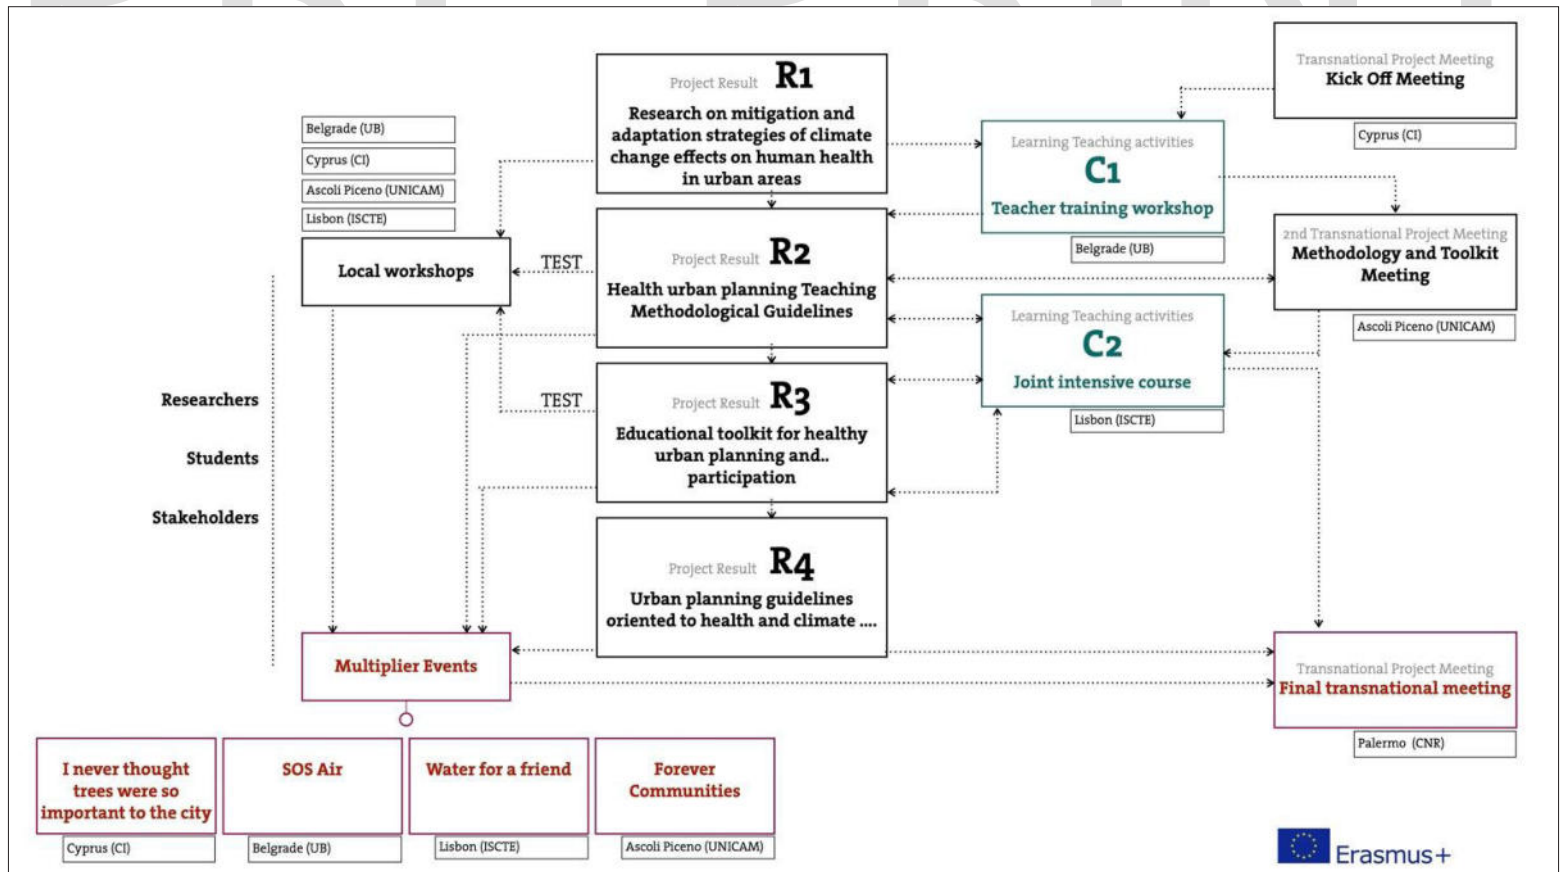 Project Result R1
Research on mitigation and
adaptation strategies of climate
change effects on human health
in urban areas
Transnational Project Meeting
Kick Off Meeting
Cyprus (CI)
Belgrade (UB)
Cyprus (CI)
Ascoli Piceno (UNICAM)
Lisbon (ISCTE)
Local workshops
Learning Teaching activities
C1
Teacher training workshop
Belgrade (UB)
TEST
Project Result R2
Health urban planning Teaching
Methodological Guidelines
2nd Transnational Project Meeting
Methodology and Toolkit
Meeting
Ascoli Piceno (UNICAM)
Learning Teaching activities
C2
Joint intensive course
Lisbon (ISCTE)
Researchers
Students
Stakeholders
TEST
Project Result R3
Educational toolkit for healthy
urban planning and..
participation
Project Result R4
Urban planning guidelines
oriented to health and climate ....
Multiplier Events
Transnational Project Meeting
Final transnational meeting
Palermo (CNR)
I never thought
trees were so
important to the city
Cyprus (CI)
SOS Air
Belgrade (UB)
Water for a friend
Lisbon (ISCTE)
Forever
Communities
Ascoli Piceno (UNICAM)
Erasmus+